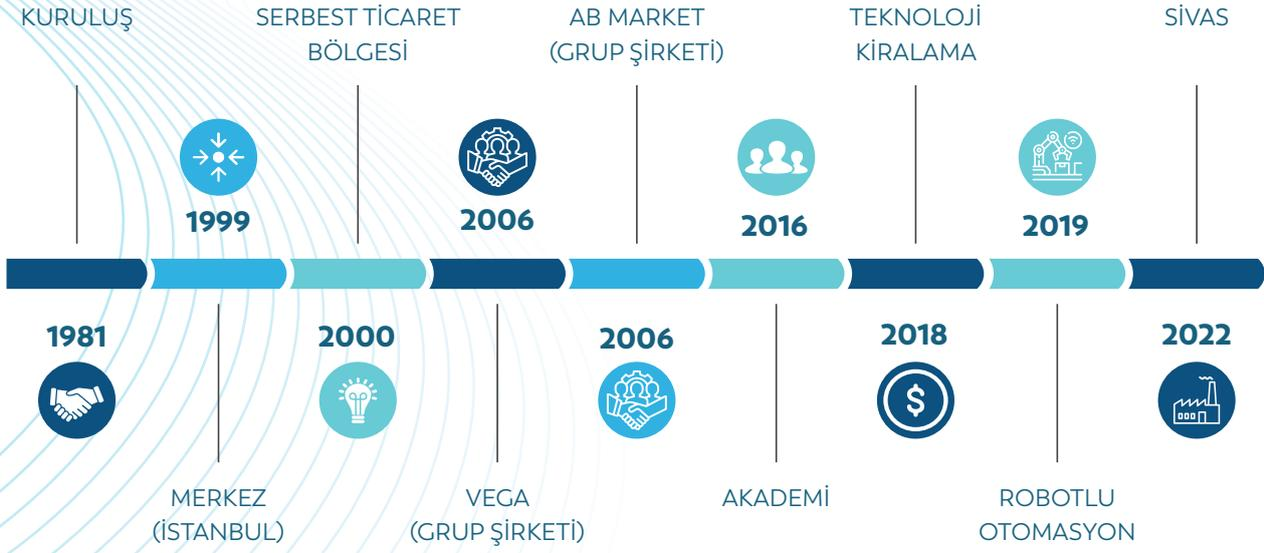 KURULUŞ
SERBEST TİCARET
BÖLGESİ
AB MARKET
(GRUP ŞİRKETİ)
TEKNOLOJİ
KİRALAMA
SİVAS
1999
2006
2016
2019
1981
2000
2006
2018
2022
$
MERKEZ
(İSTANBUL)
VEGA
(GRUP ŞİRKETİ)
AKADEMİ
ROBOTLU
OTOMASYON